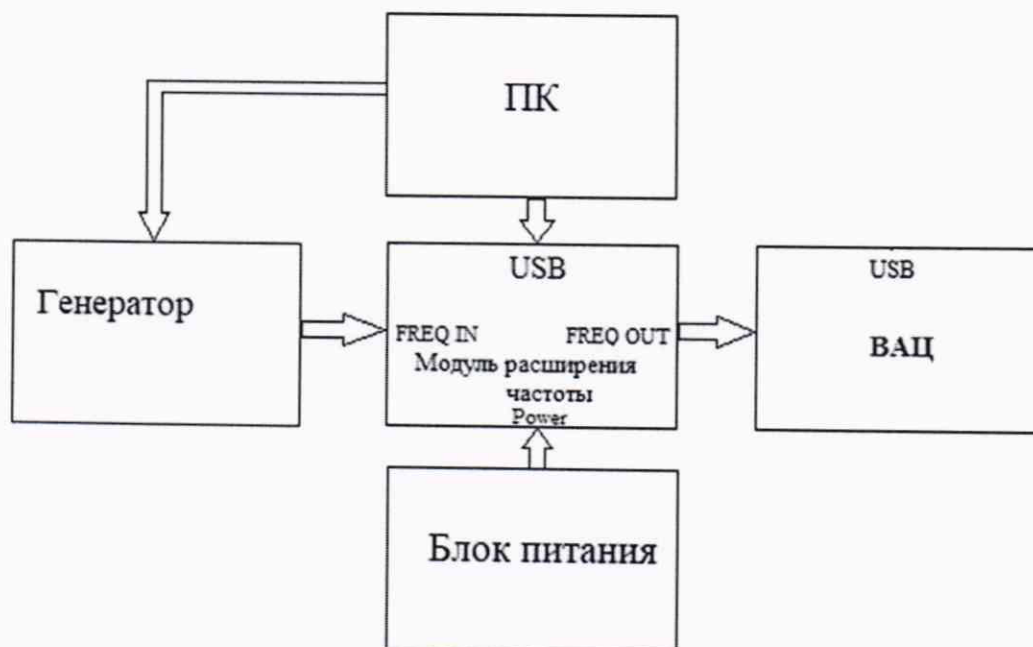 ПК
Генератор
USB
FREQ IN
FREQ OUT
Модуль расширения
частоты
Power
USB
ВАЦ
Блок питания